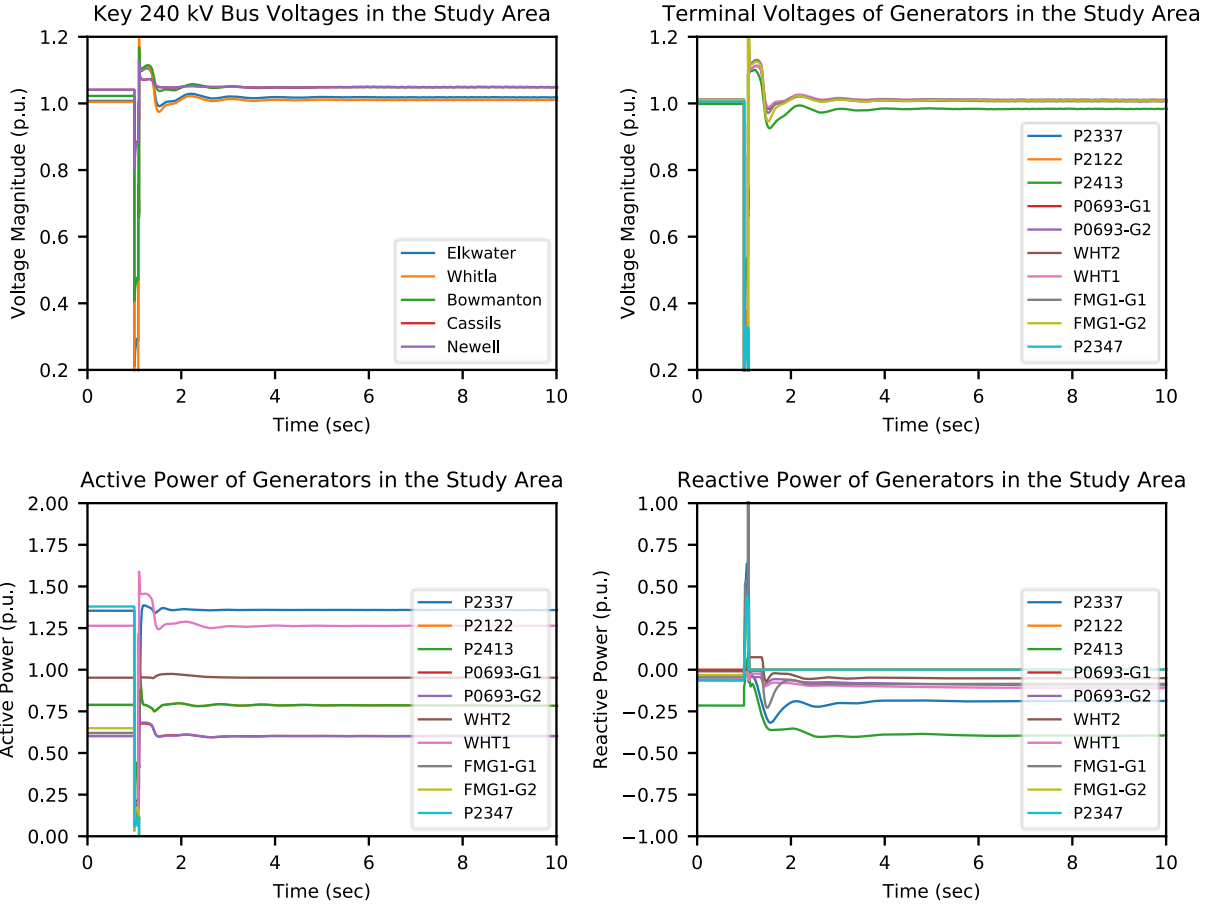 Key 240 kV Bus Voltages in the Study Area
Voltage Magnitude (p.u.)
1.2
1.0
0.8
0.6
0.4
0.2
0
2
4
6
8
10
Time (sec)
Elkwater
Whitla
Bowmanton
Cassils
Newell
Terminal Voltages of Generators in the Study Area
Voltage Magnitude (p.u.)
1.2
1.0
0.8
0.6
0.4
0.2
0
2
4
6
8
10
Time (sec)
P2337
P2122
P2413
P0693-G1
P0693-G2
WHT2
WHT1
FMG1-G1
FMG1-G2
P2347
Active Power of Generators in the Study Area
Active Power (p.u.)
2.00
1.75
1.50
1.25
1.00
0.75
0.50
0.25
0.00
0
2
4
6
8
10
Time (sec)
P2337
P2122
P2413
P0693-G1
P0693-G2
WHT2
WHT1
FMG1-G1
FMG1-G2
P2347
Reactive Power of Generators in the Study Area
Reactive Power (p.u.)
1.00
0.75
0.50
0.25
0.00
−0.25
−0.50
−0.75
−1.00
0
2
4
6
8
10
Time (sec)
P2337
P2122
P2413
P0693-G1
P0693-G2
WHT2
WHT1
FMG1-G1
FMG1-G2
P2347